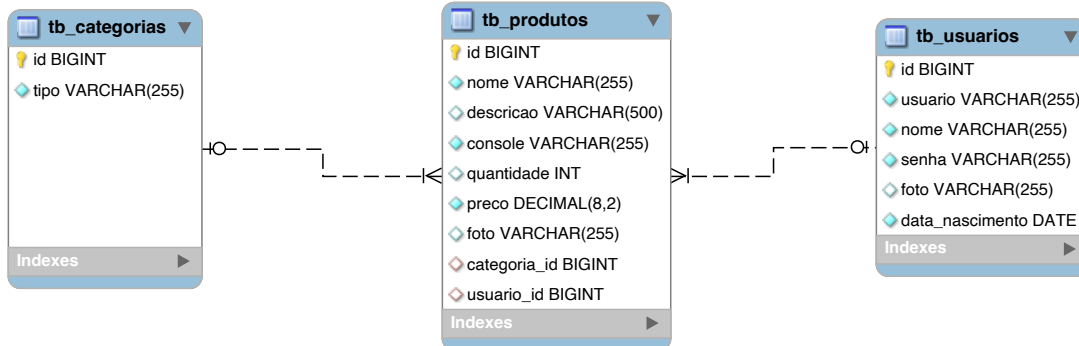 tb_categorias
id BIGINT
tipo VARCHAR(255)
Indexes
tb_produtos
id BIGINT
nome VARCHAR(255)
descricao VARCHAR(500)
console VARCHAR(255)
quantidade INT
preco DECIMAL(8,2)
foto VARCHAR(255)
categoria_id BIGINT
usuario_id BIGINT
Indexes
tb_usuarios
id BIGINT
usuario VARCHAR(255)
nome VARCHAR(255)
senha VARCHAR(255)
foto VARCHAR(255)
data_nascimento DATE
Indexes